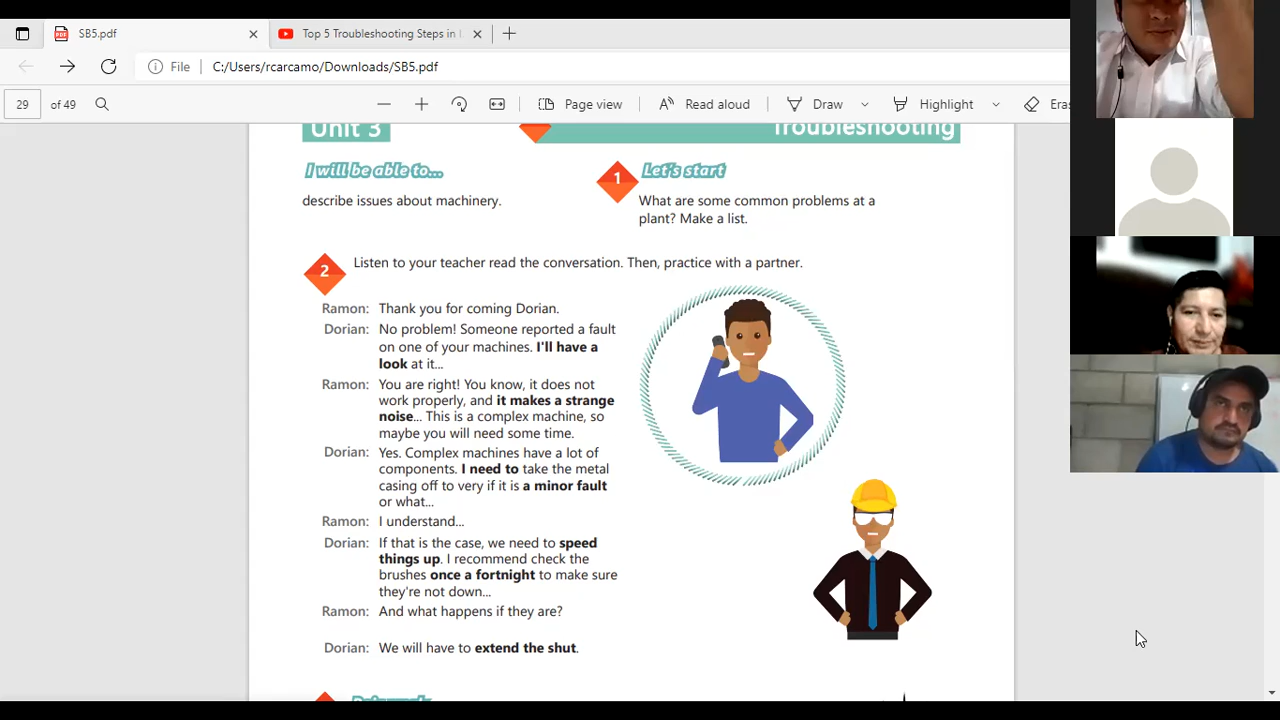 SB5.pdf
Top 5 Troubleshooting Steps in
File
C:/Users/rcarcamo/Downloads/SB5.pdf
29 of 49
Page view
Read aloud
Draw
Highlight
Eras
Unit 3
Troubleshooting
I will be able to...
1 Let's start
describe issues about machinery.
What are some common problems at a
plant? Make a list.
2 Listen to your teacher read the conversation. Then, practice with a partner.
Ramon: Thank you for coming Dorian.
Dorian: No problem! Someone reported a fault
on one of your machines. I'll have a
look at it...
Ramon: You are right! You know, it does not
work properly, and it makes a strange
noise... This is a complex machine, so
maybe you will need some time.
Dorian: Yes. Complex machines have a lot of
components. I need to take the metal
casing off to very if it is a minor fault
or what...
Ramon: I understand...
Dorian: If that is the case, we need to speed
things up. I recommend check the
brushes once a fortnight to make sure
they're not down...
Ramon: And what happens if they are?
Dorian: We will have to extend the shut.